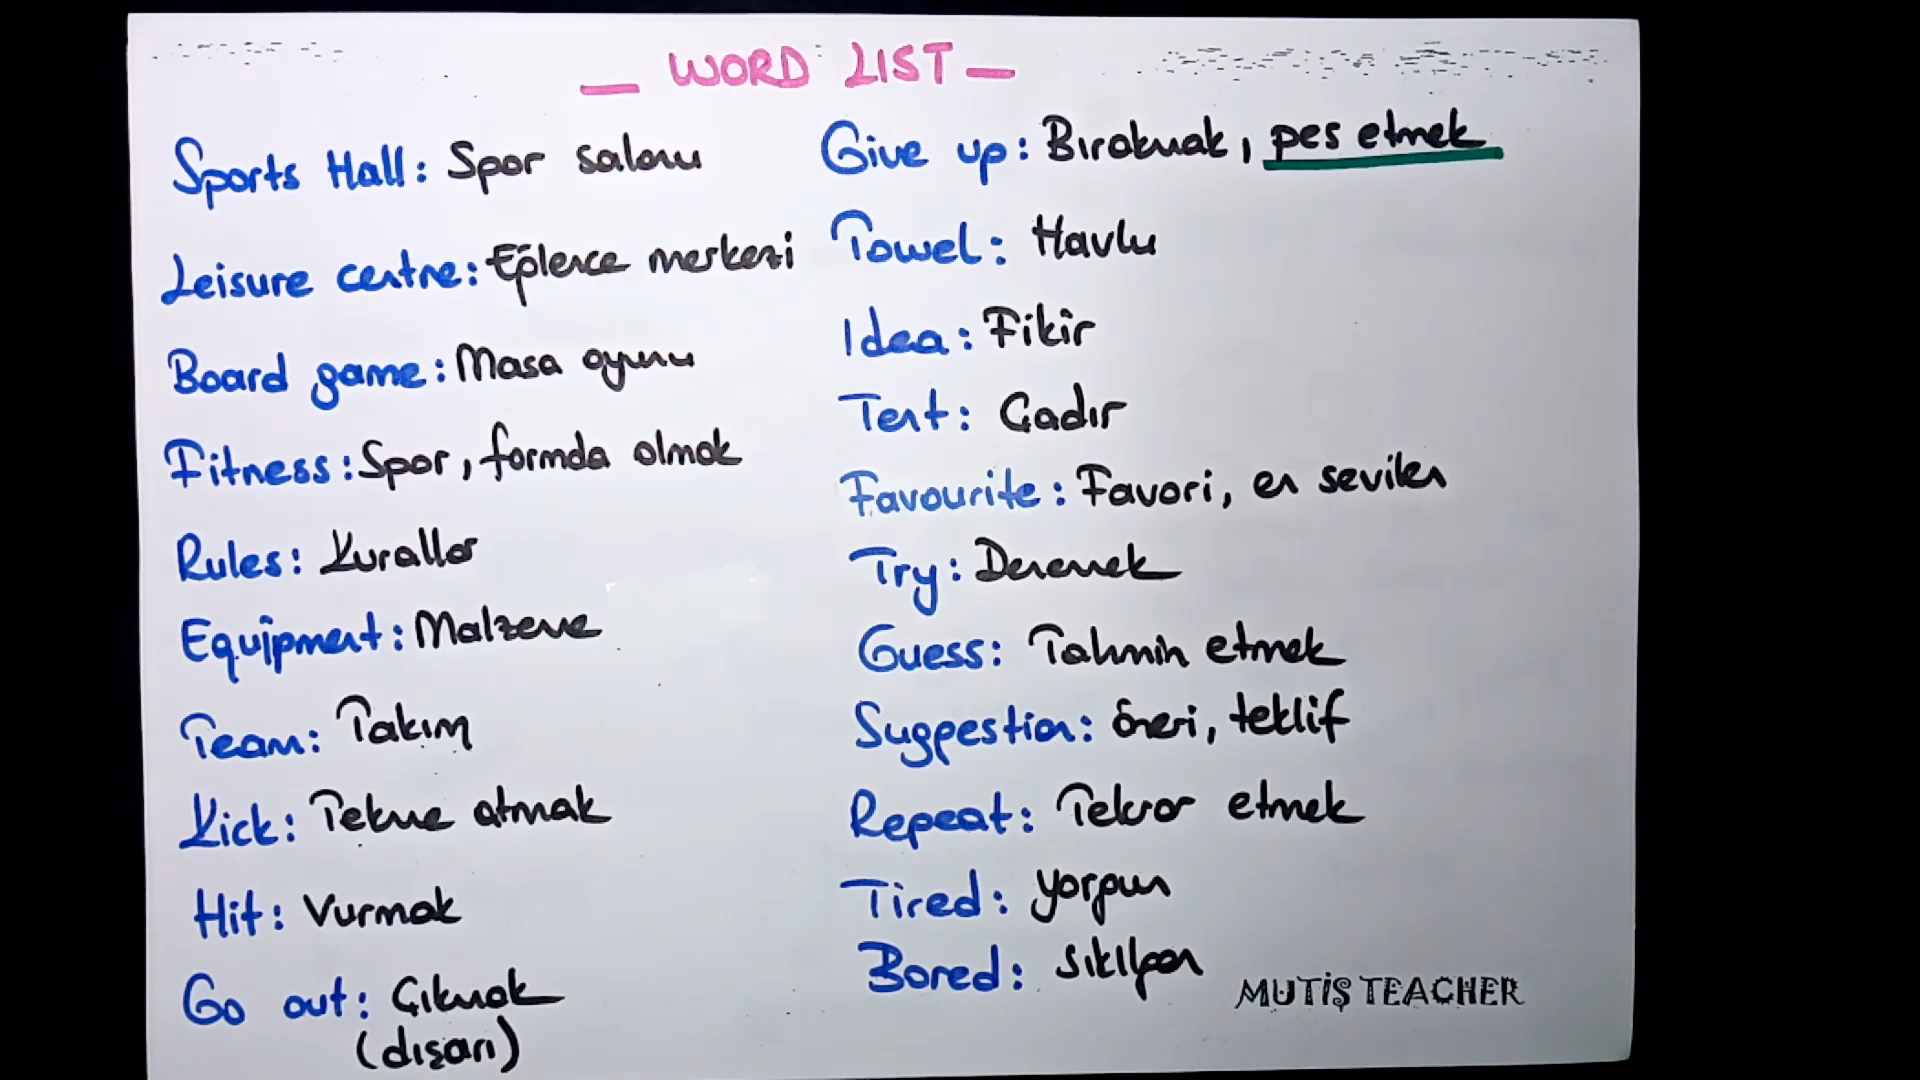 WORD LIST
Sports Hall: Spor salonu
Leisure centre: Eğlence merkezi
Board game: Masa oyunu
Fitness: Spor, formda olmak
Rules: Kurallar
Equipment: Malzeme
Team: Takım
Kick: Tekme atmak
Hit: Vurmak
Go out: Çıkmak
(dışarı)
Give up: Bırakmak, pes etmek
Towel: Havlu
Idea: Fikir
Tent: Çadır
Favourite: Favori, en sevilen
Try: Denemek
Guess: Tahmin etmek
Suggestion: öneri, teklif
Repeat: Tekrar etmek
Tired: yorgun
Bored: sıkılgan
MUTİŞ TEACHER